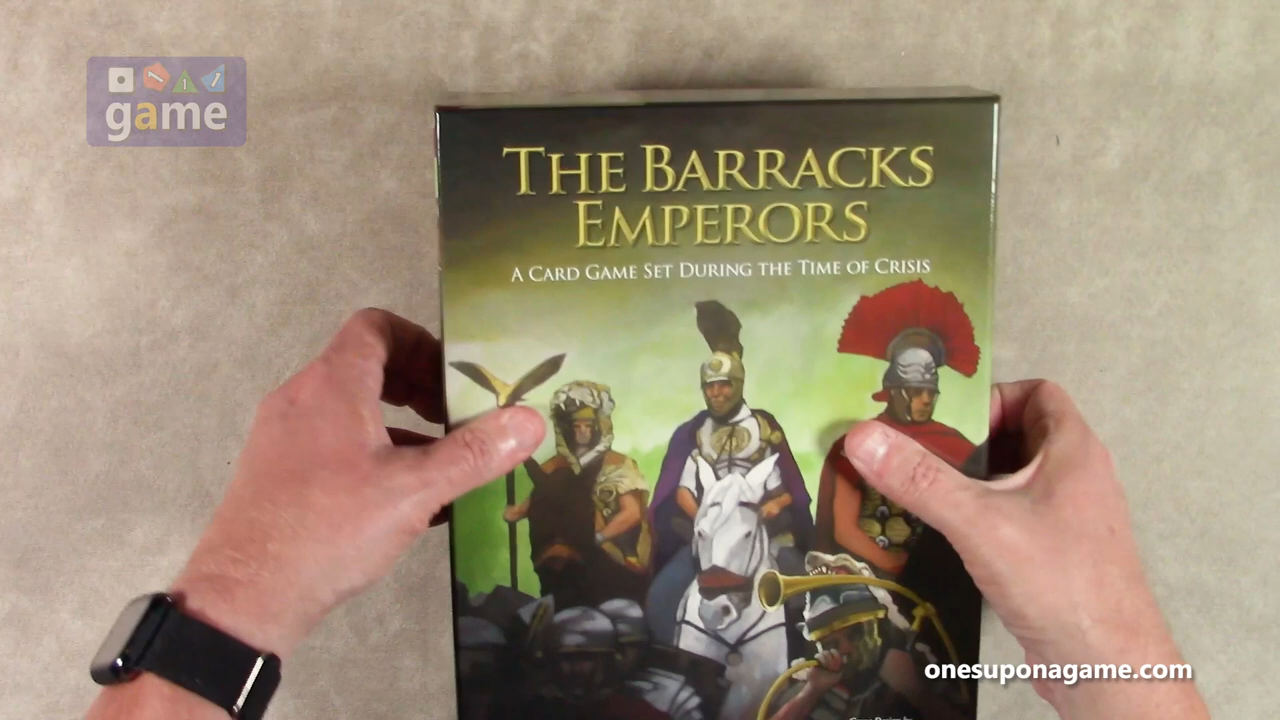 game
THE BARRACKS
EMPERORS
A CARD GAME SET DURING THE TIME OF CRISIS
onesuponagame.com